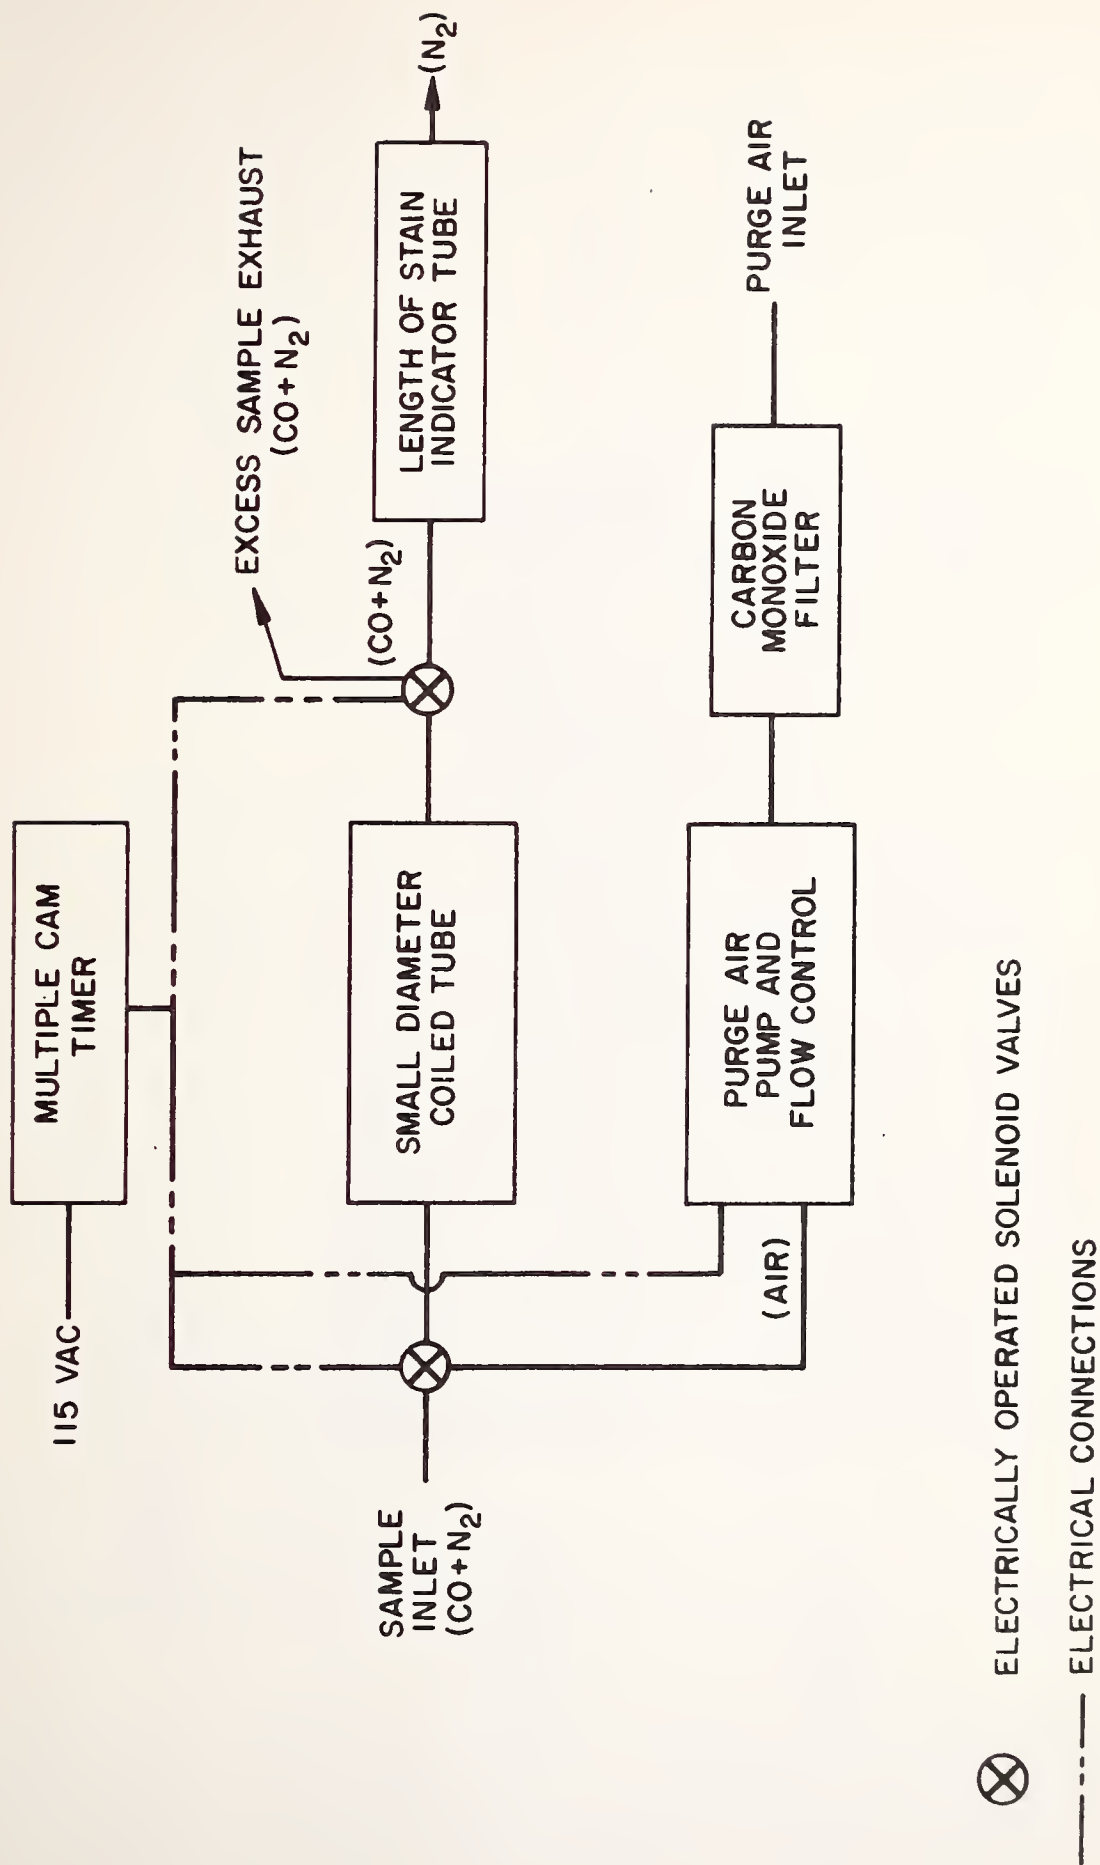 115 VAC
MULTIPLE CAM
TIMER
EXCESS SAMPLE EXHAUST
(CO+N₂)
SAMPLE
INLET
(CO+N₂)
SMALL DIAMETER
COILED TUBE
(CO+N₂)
LENGTH OF STAIN
INDICATOR TUBE
(N₂)
(AIR)
PURGE AIR
PUMP AND
FLOW CONTROL
CARBON
MONOXIDE
FILTER
PURGE AIR
INLET
ELECTRICALLY OPERATED SOLENOID VALVES
ELECTRICAL CONNECTIONS